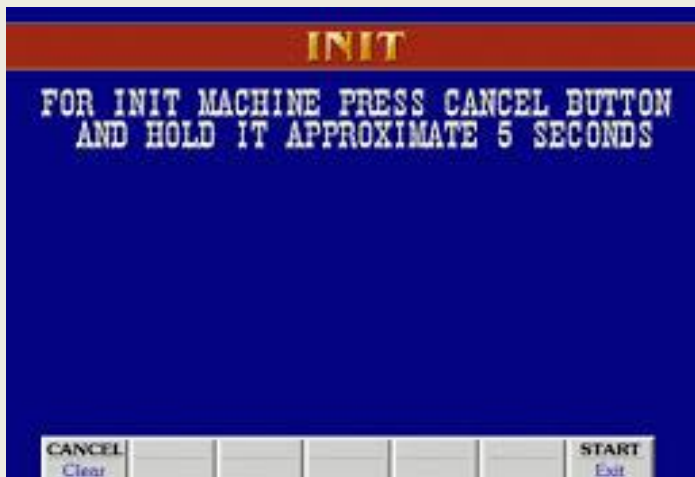 INIT
FOR INIT MACHINE PRESS CANCEL BUTTON
AND HOLD IT APPROXIMATE 5 SECONDS
CANCEL START
Clear Exit